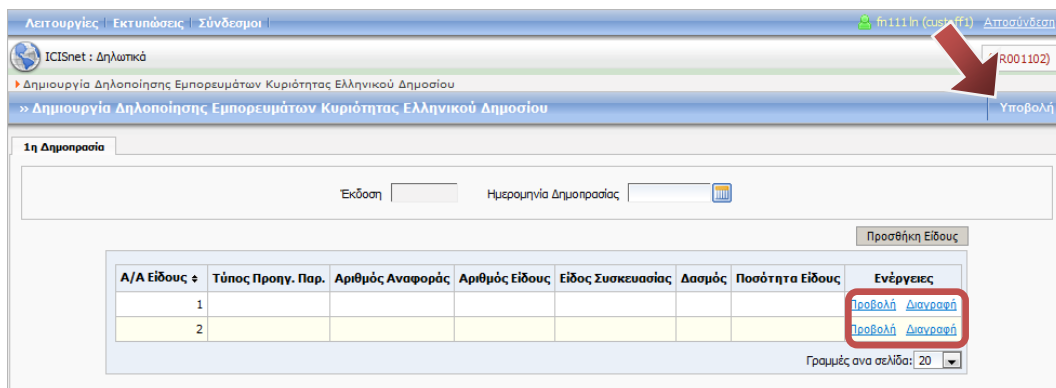 Λειτουργίες Εκτυπώσεις Σύνδεσμοι fn111 ln (custoff1) Αποσύνδεση
ICISnet : Δηλωτικά R001102)
Δημιουργία Δηλοποίησης Εμπορευμάτων Κυριότητας Ελληνικού Δημοσίου
» Δημιουργία Δηλοποίησης Εμπορευμάτων Κυριότητας Ελληνικού Δημοσίου Υποβολή
1η Δημοπρασία
Έκδοση Ημερομηνία Δημοπρασίας
Προσθήκη Είδους
Α/Α Είδους Τύπος Προηγ. Παρ. Αριθμός Αναφοράς Αριθμός Είδους Είδος Συσκευασίας Δασμός Ποσότητα Είδους Ενέργειες
1 Προβολή Διαγραφή
2 Προβολή Διαγραφή
Γραμμές ανα σελίδα: 20